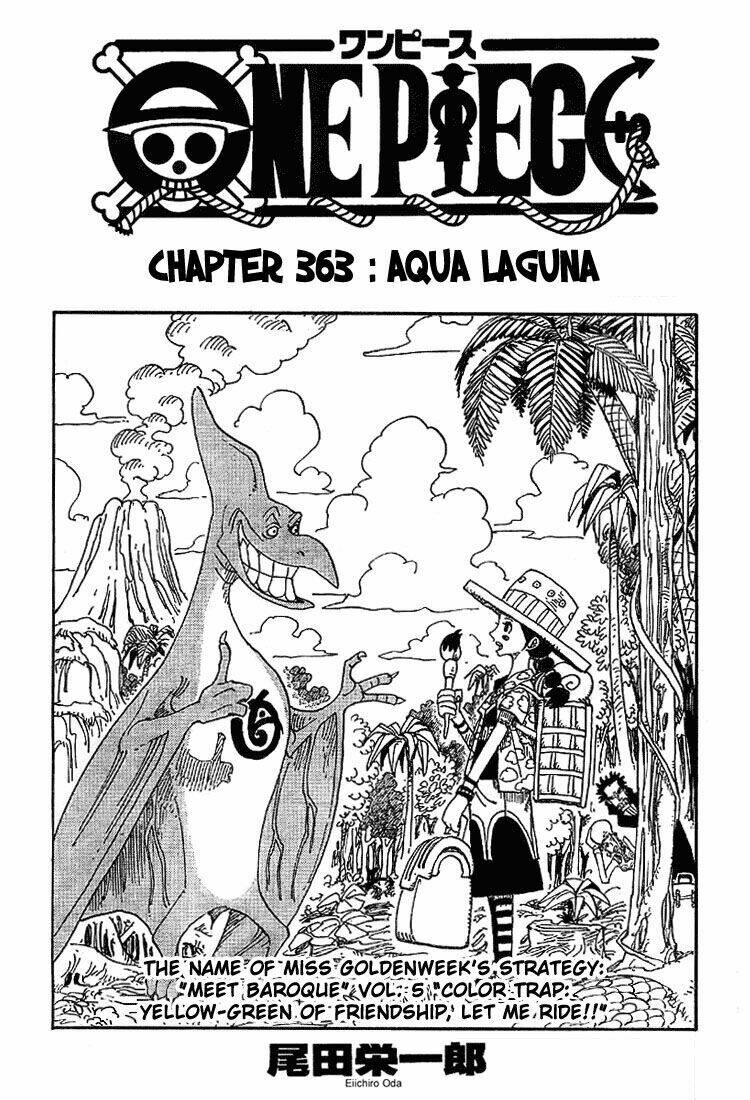 ワンピース
ONE PIECE
CHAPTER 363 : AQUA LAGUNA
THE NAME OF MISS GOLDENWEEK'S STRATEGY:
"MEET BAROQUE" VOL. 5 "COLOR TRAP:
YELLOW-GREEN OF FRIENDSHIP, LET ME RIDE!!"
尾田栄一郎
Eiichiro Oda